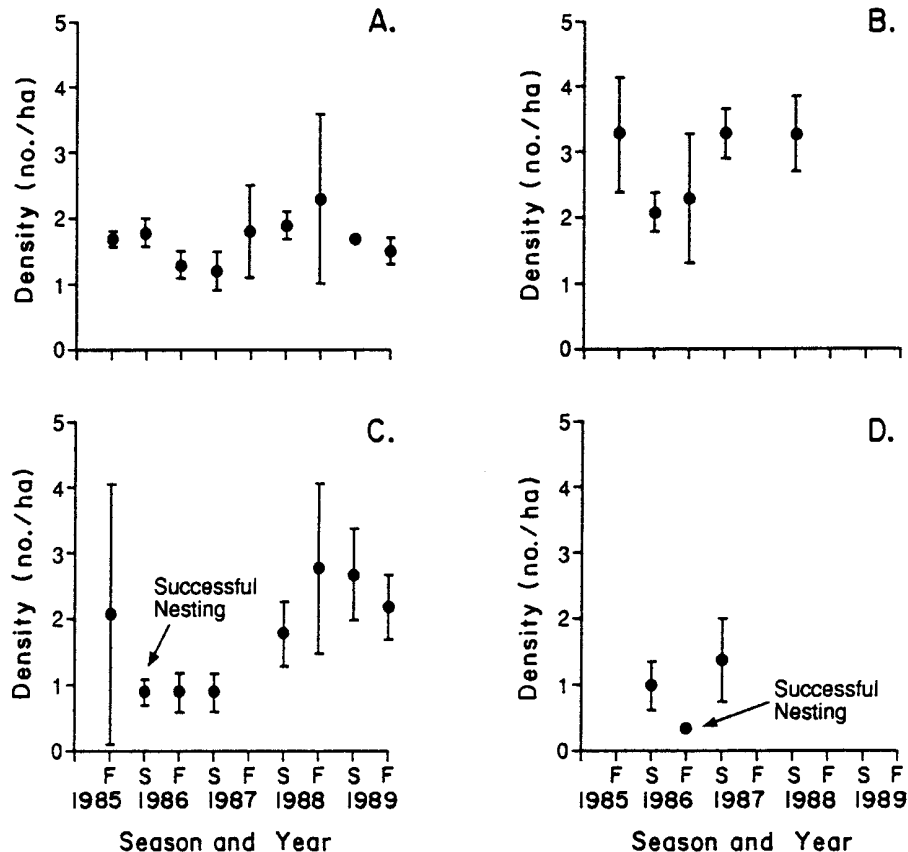 A.
Density (no./ha)
5
4
3
2
1
0
B.
Density (no./ha)
5
4
3
2
1
0
C.
Density (no./ha)
5
4
3
2
1
0
Successful
Nesting
F S F S F S F S F
1985 1986 1987 1988 1989
Season and Year
D.
Density (no./ha)
5
4
3
2
1
0
Successful
Nesting
F S F S F S F S F
1985 1986 1987 1988 1989
Season and Year